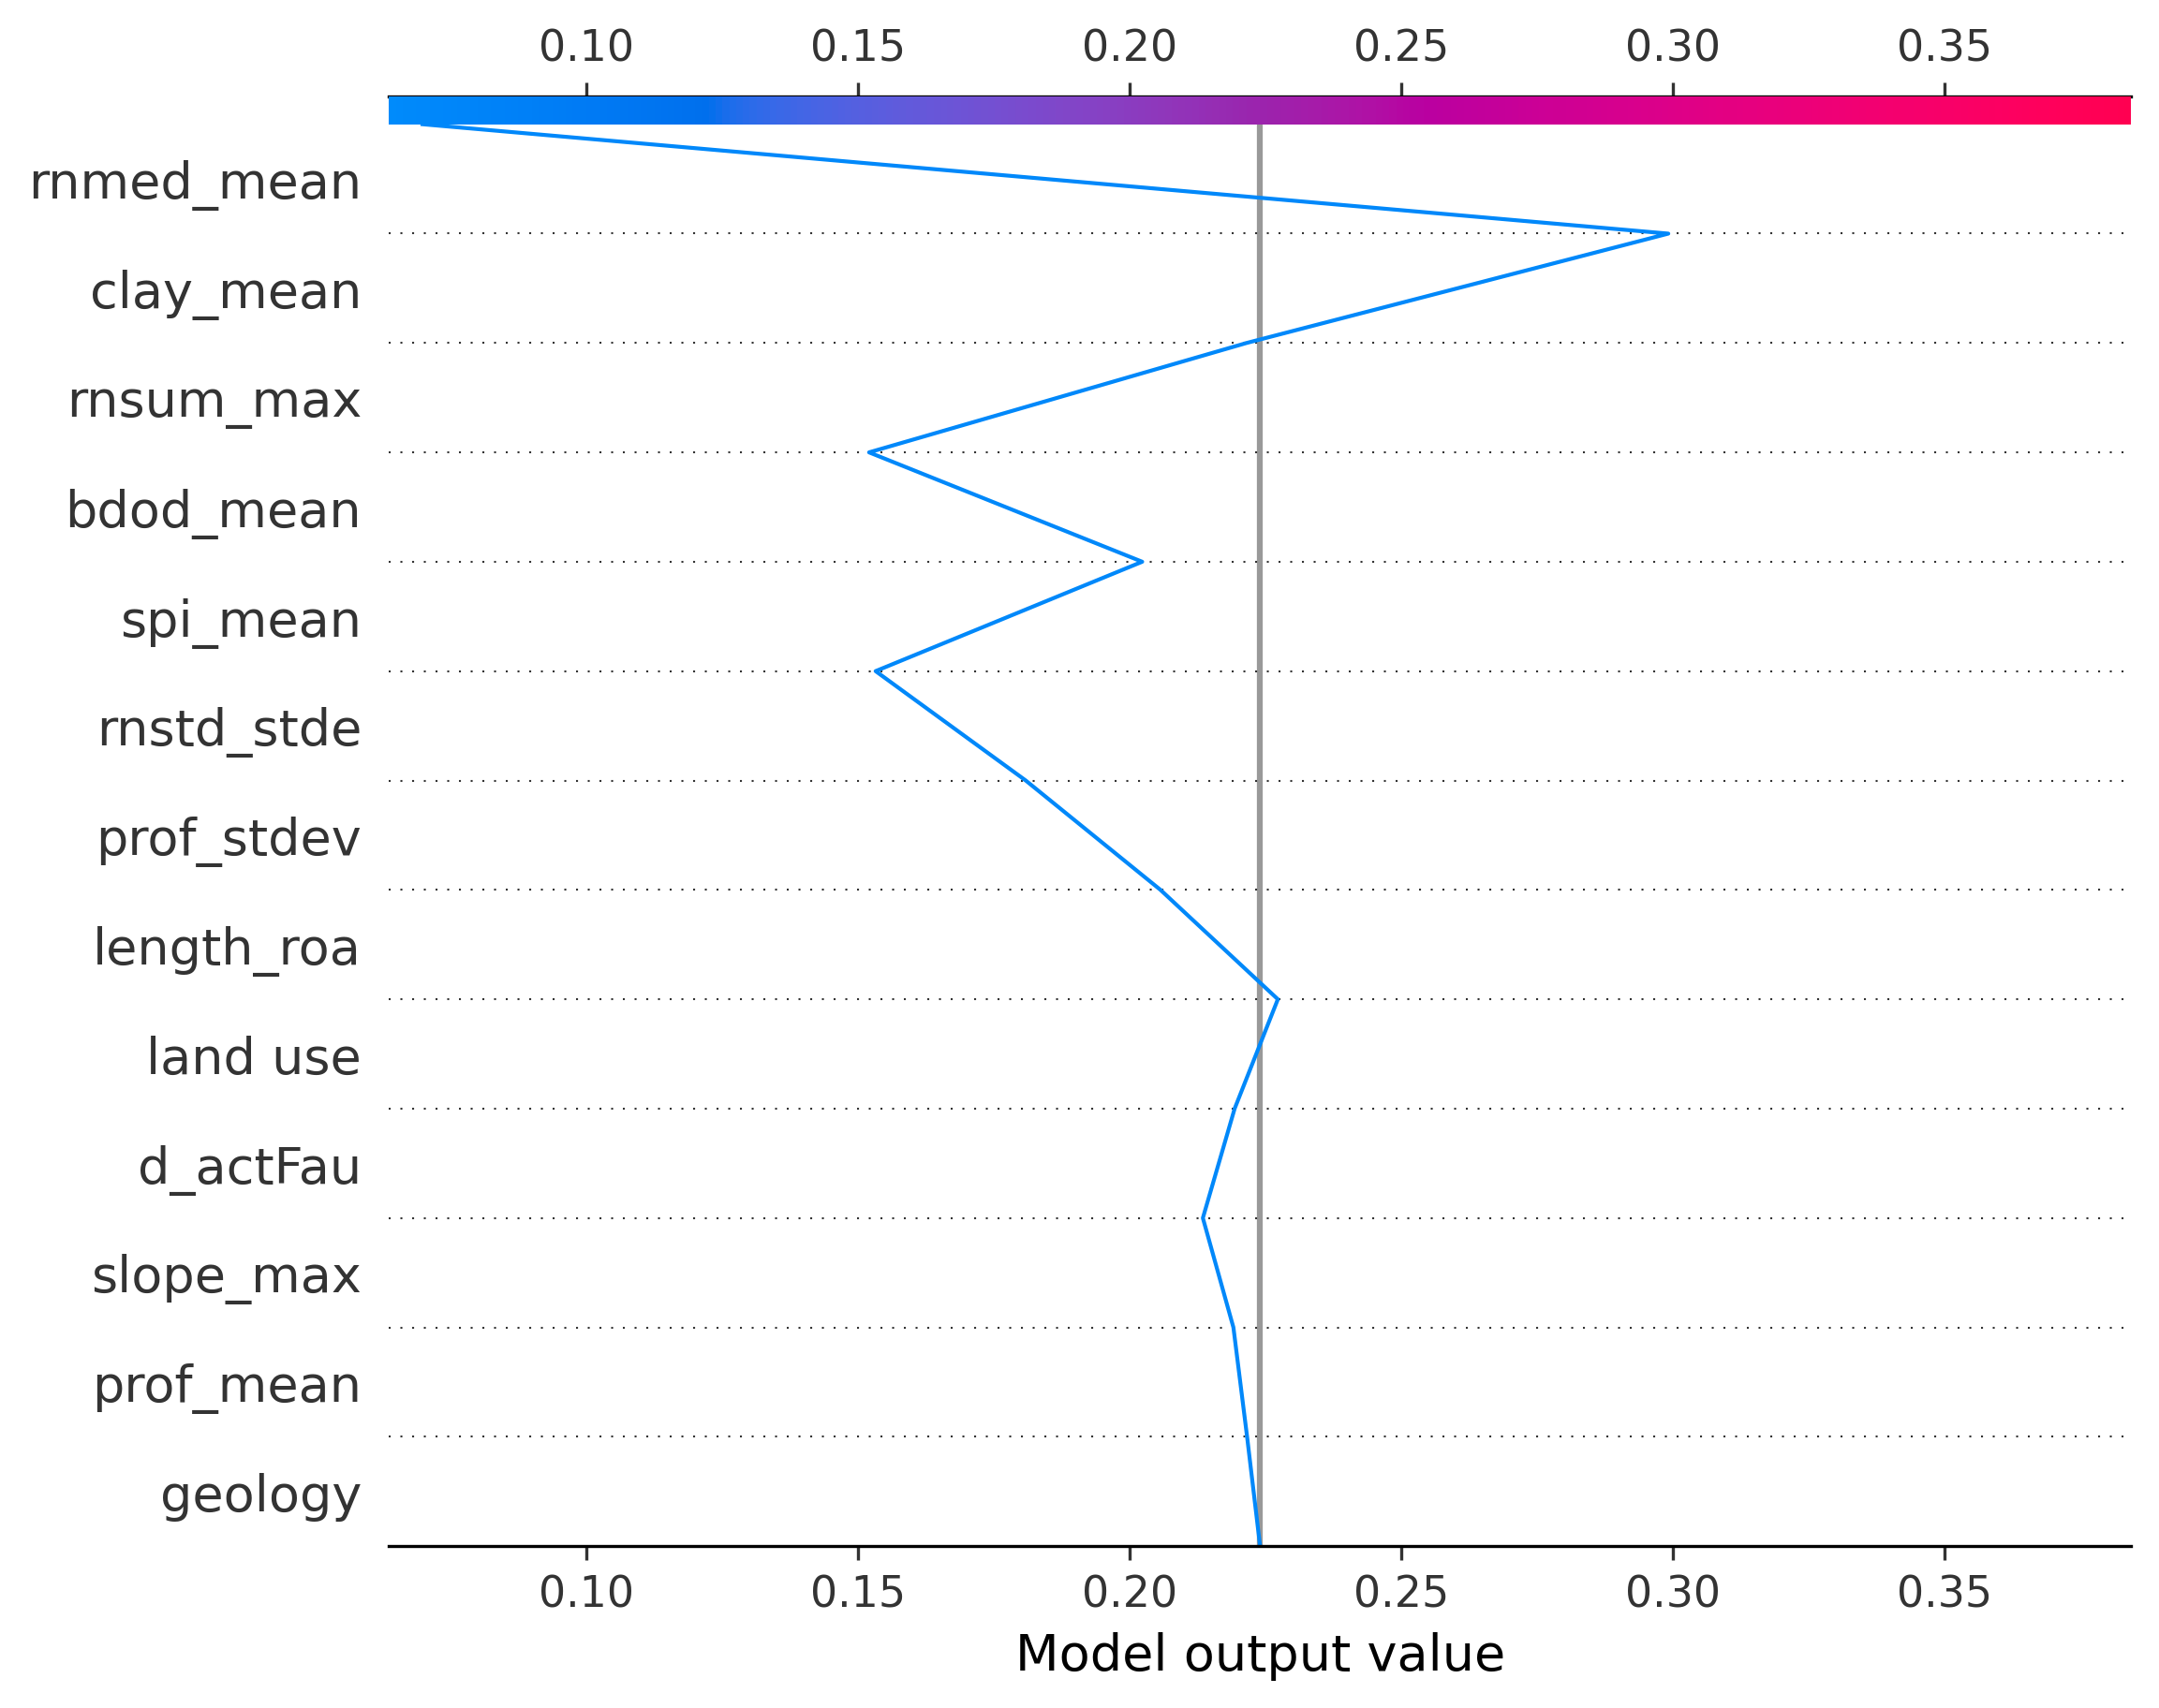 0.10 0.15 0.20 0.25 0.30 0.35
rnmed_mean
clay_mean
rnsum_max
bdod_mean
spi_mean
rnstd_stde
prof_stdev
length_roa
land use
d_actFau
slope_max
prof_mean
geology
0.10 0.15 0.20 0.25 0.30 0.35
Model output value